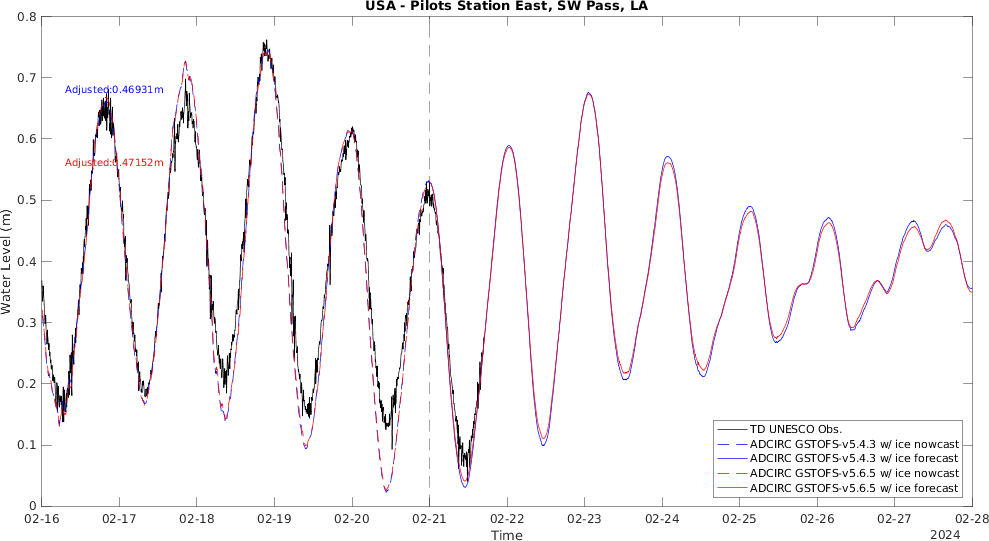 USA - Pilots Station East, SW Pass, LA
0.8
0.7
0.6
0.5
0.4
0.3
0.2
0.1
0
Water Level (m)
Adjusted:0.46931m
Adjusted:0.47152m
TD UNESCO Obs.
ADCIRC GSTOFS-v5.4.3 w/ ice nowcast
ADCIRC GSTOFS-v5.4.3 w/ ice forecast
ADCIRC GSTOFS-v5.6.5 w/ ice nowcast
ADCIRC GSTOFS-v5.6.5 w/ ice forecast
02-16 02-17 02-18 02-19 02-20 02-21 02-22 02-23 02-24 02-25 02-26 02-27 02-28
Time
2024